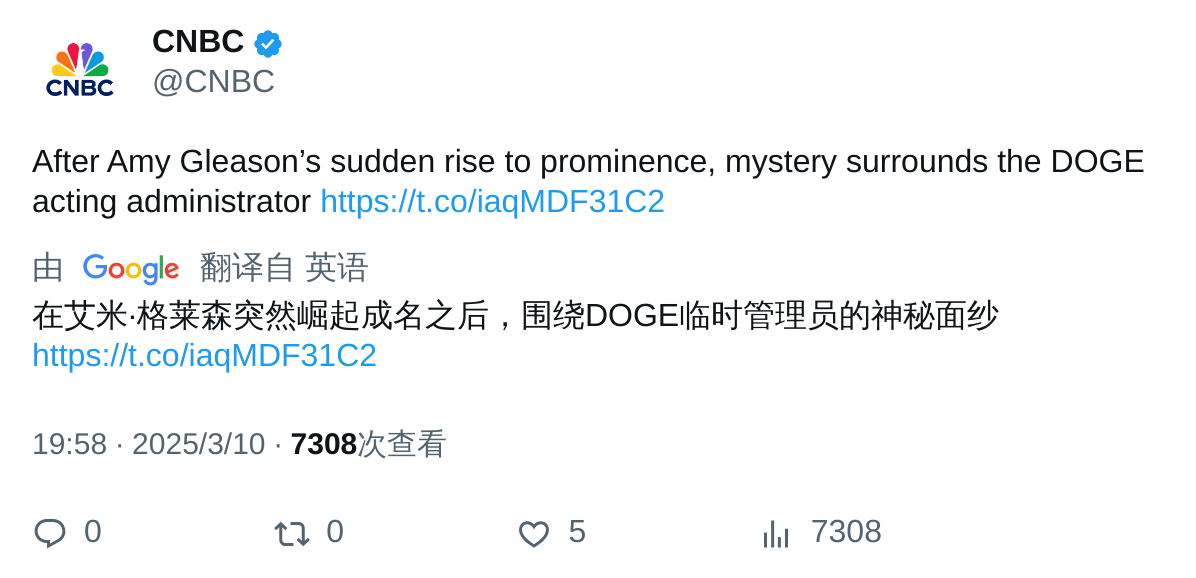 CNBC
CNBC
@CNBC
After Amy Gleason’s sudden rise to prominence, mystery surrounds the DOGE
acting administrator https://t.co/iaqMDF31C2
由 Google 翻译自 英语
在艾米·格莱森突然崛起成名之后，围绕DOGE临时管理员的神秘面纱
https://t.co/iaqMDF31C2
19:58 · 2025/3/10 · 7308次查看
0 0 5 7308